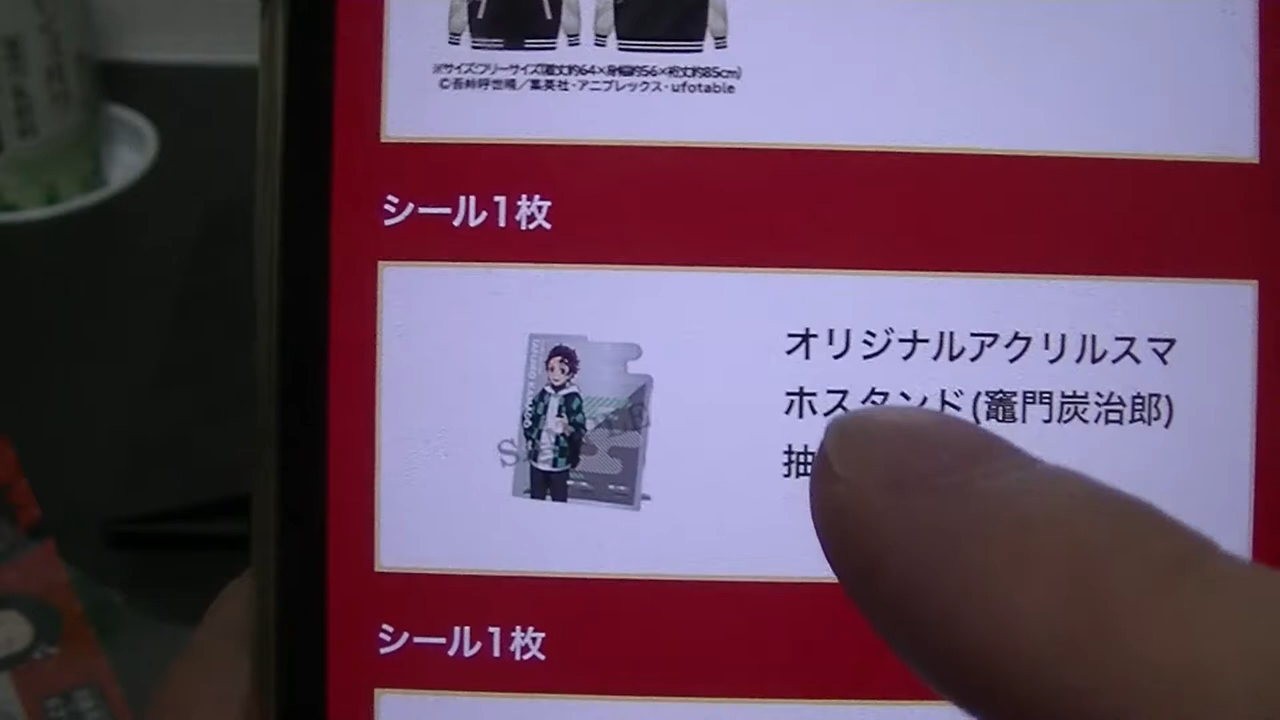 ※サイズ:フリーサイズ(着丈約64×身幅約56×裄丈約85cm)
©吾峠呼世晴／集英社・アニプレックス・ufotable
シール1枚
オリジナルアクリルスマ
ホスタンド(竈門炭治郎)
抽
シール1枚